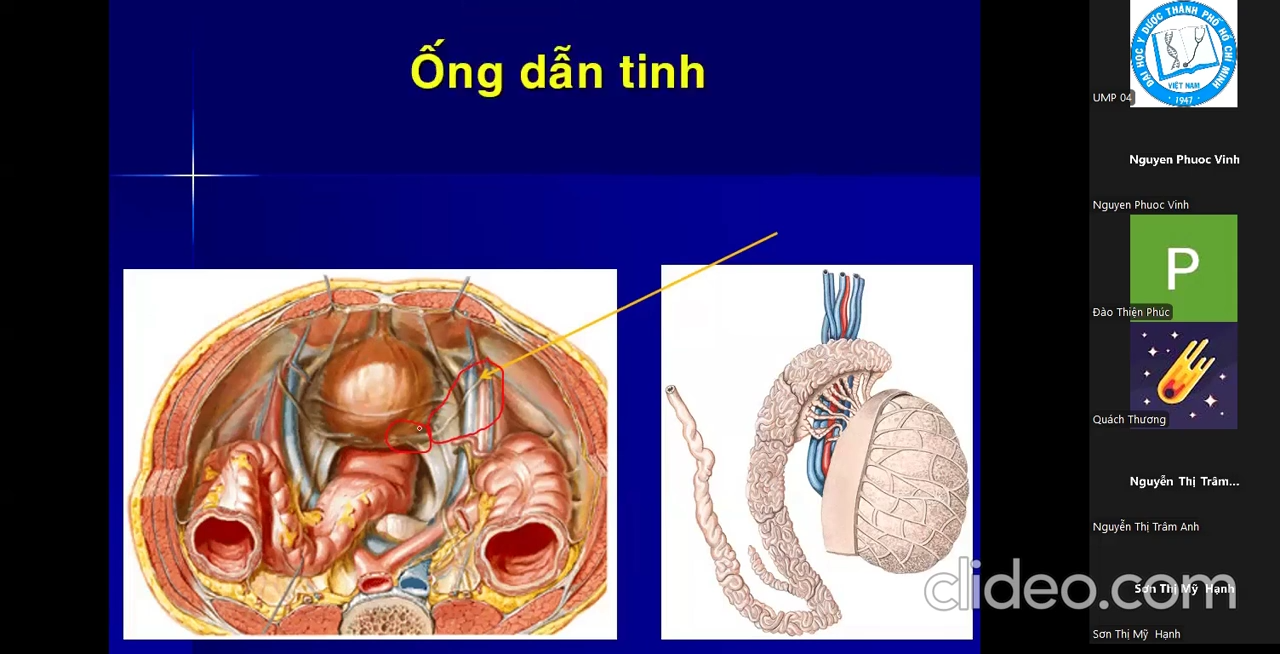 Ống dẫn tinh
ĐẠI HỌC Y DƯỢC THÀNH PHỐ HỒ CHÍ MINH
VIỆT NAM
1947
UMP 04
Nguyen Phuoc Vinh
Nguyen Phuoc Vinh
P
Đào Thiện Phúc
Quách Thương
Nguyễn Thị Trâm...
Nguyễn Thị Trâm Anh
Sơn Thị Mỹ Hạnh
clideo.com
Sơn Thị Mỹ Hạnh